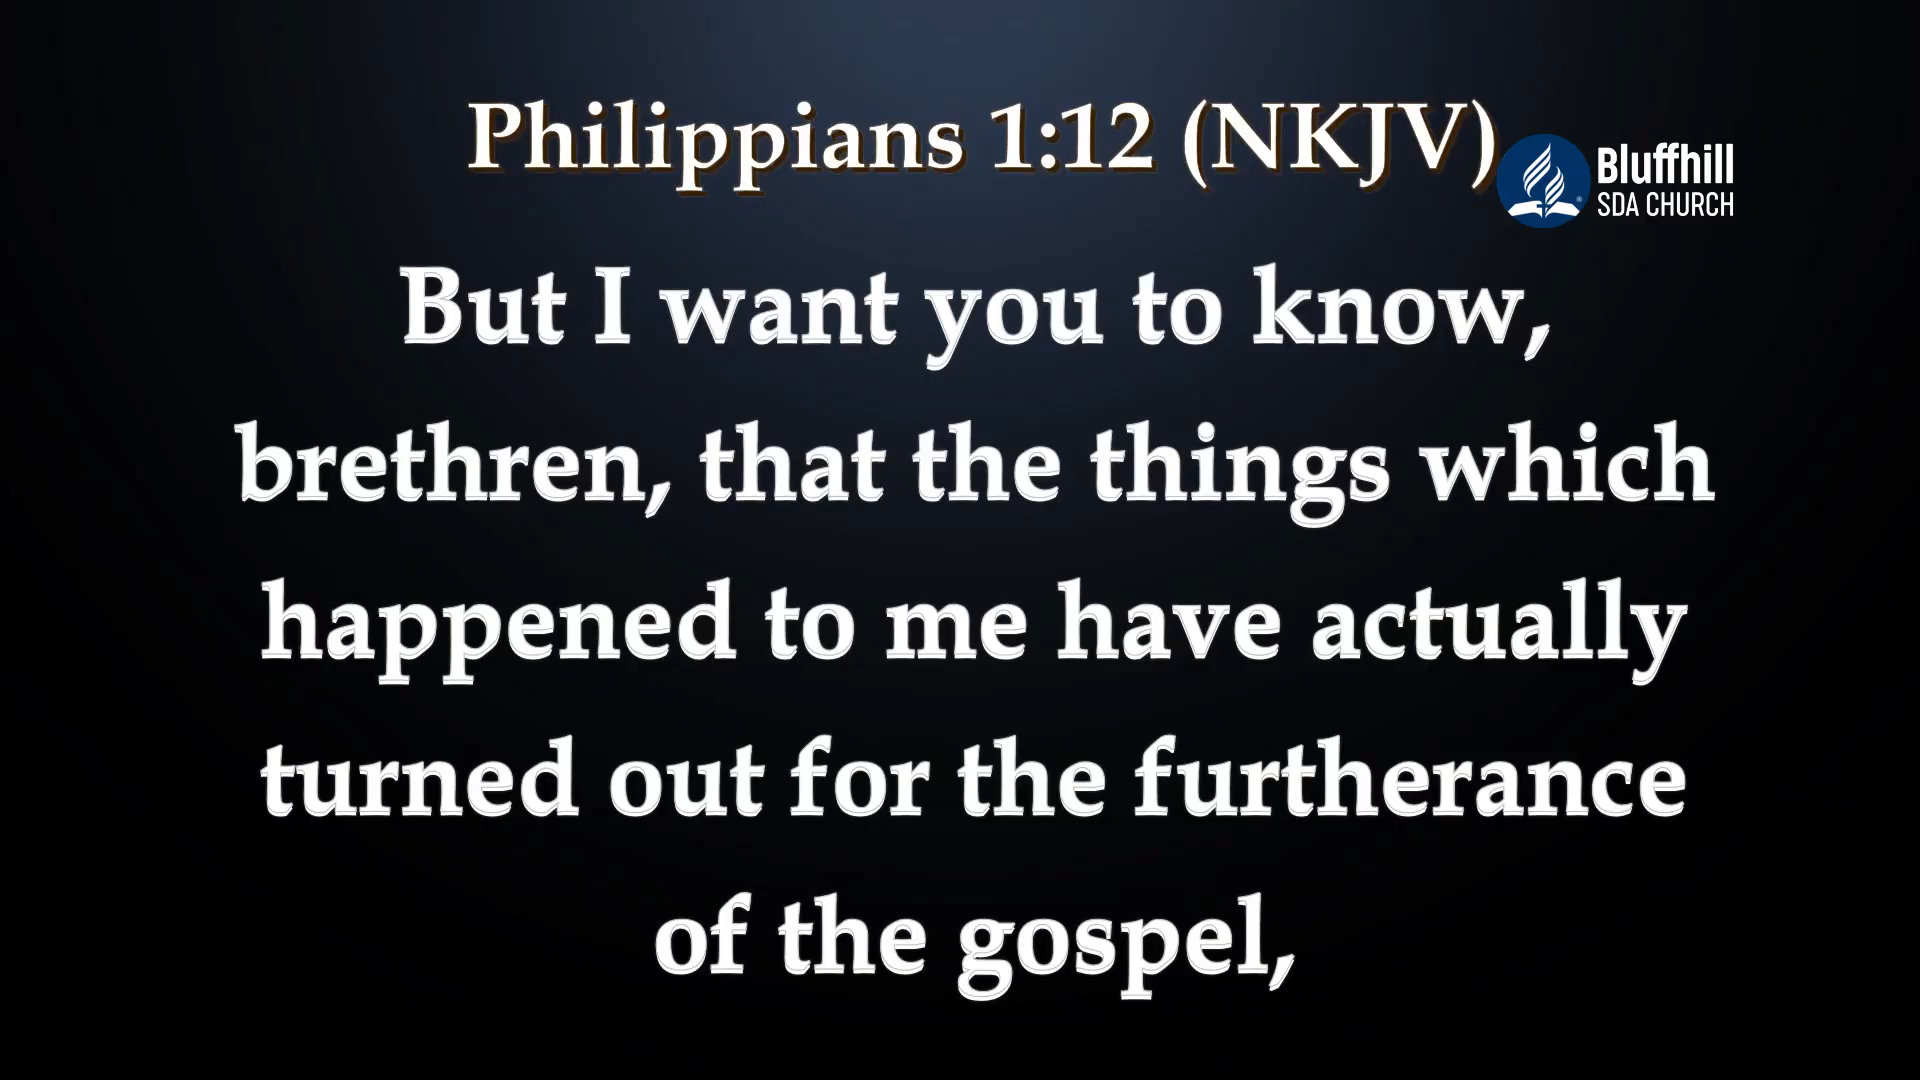 Philippians 1:12 (NKJV)
Bluffhill
SDA CHURCH
But I want you to know,
brethren, that the things which
happened to me have actually
turned out for the furtherance
of the gospel,